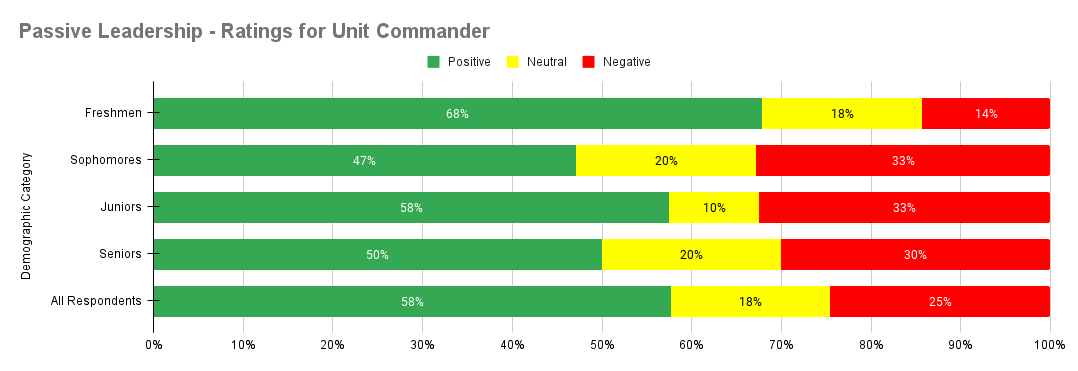 Passive Leadership - Ratings for Unit Commander
Positive Neutral Negative
Demographic Category
Freshmen 68% 18% 14%
Sophomores 47% 20% 33%
Juniors 58% 10% 33%
Seniors 50% 20% 30%
All Respondents 58% 18% 25%
0% 10% 20% 30% 40% 50% 60% 70% 80% 90% 100%